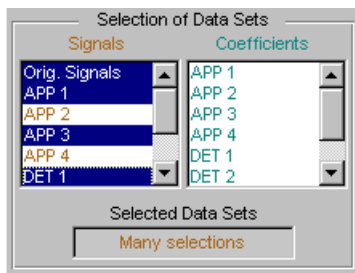 Selection of Data Sets
Signals Coefficients
Orig. Signals APP 1
APP 1 APP 2
APP 2 APP 3
APP 3 APP 4
APP 4 DET 1
DET 1 DET 2
Selected Data Sets
Many selections